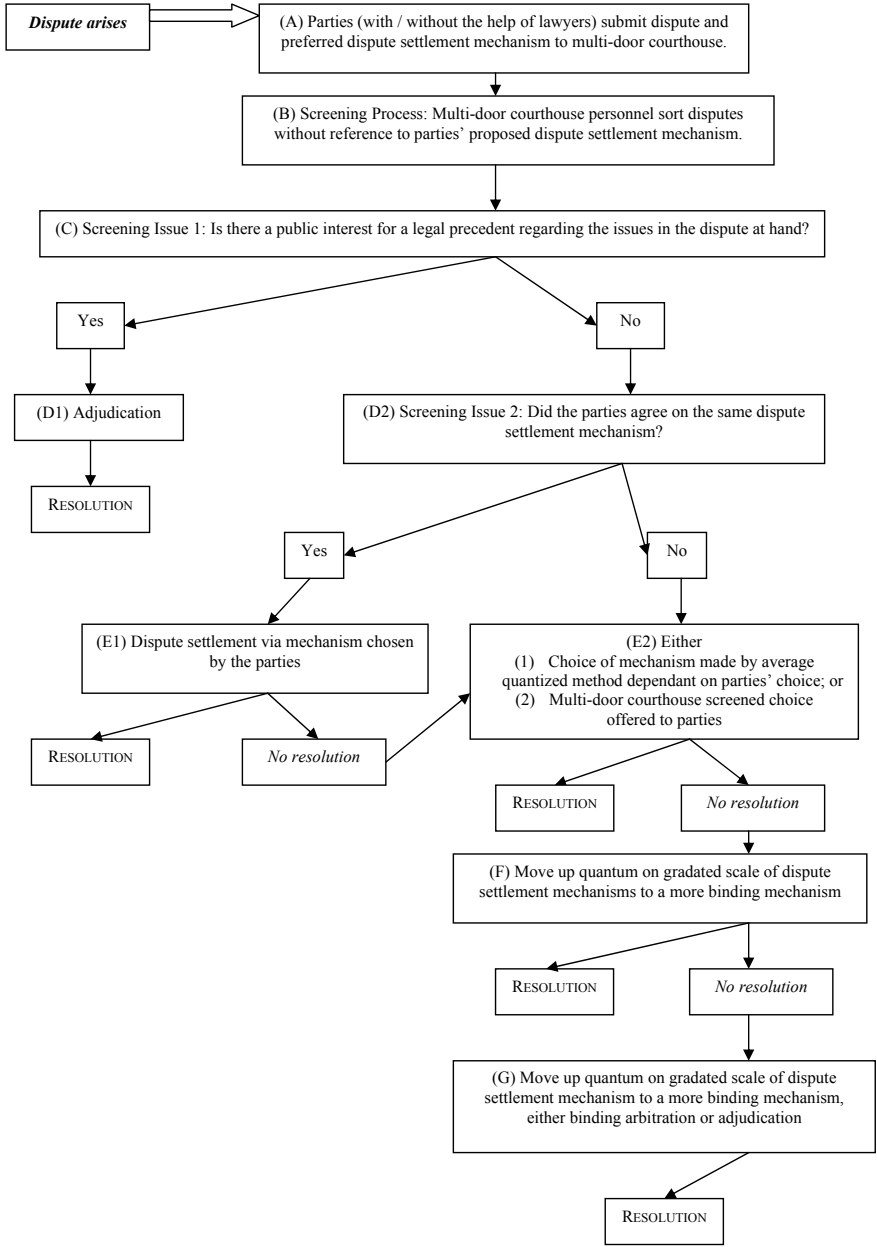 Dispute arises
(A) Parties (with / without the help of lawyers) submit dispute and
preferred dispute settlement mechanism to multi-door courthouse.
(B) Screening Process: Multi-door courthouse personnel sort disputes
without reference to parties’ proposed dispute settlement mechanism.
(C) Screening Issue 1: Is there a public interest for a legal precedent regarding the issues in the dispute at hand?
Yes
No
(D1) Adjudication
(D2) Screening Issue 2: Did the parties agree on the same dispute
settlement mechanism?
RESOLUTION
Yes
No
(E1) Dispute settlement via mechanism chosen
by the parties
(E2) Either
(1) Choice of mechanism made by average
quantized method dependant on parties’ choice; or
(2) Multi-door courthouse screened choice
offered to parties
RESOLUTION
No resolution
RESOLUTION
No resolution
(F) Move up quantum on gradated scale of dispute
settlement mechanisms to a more binding mechanism
RESOLUTION
No resolution
(G) Move up quantum on gradated scale of dispute
settlement mechanism to a more binding mechanism,
either binding arbitration or adjudication
RESOLUTION